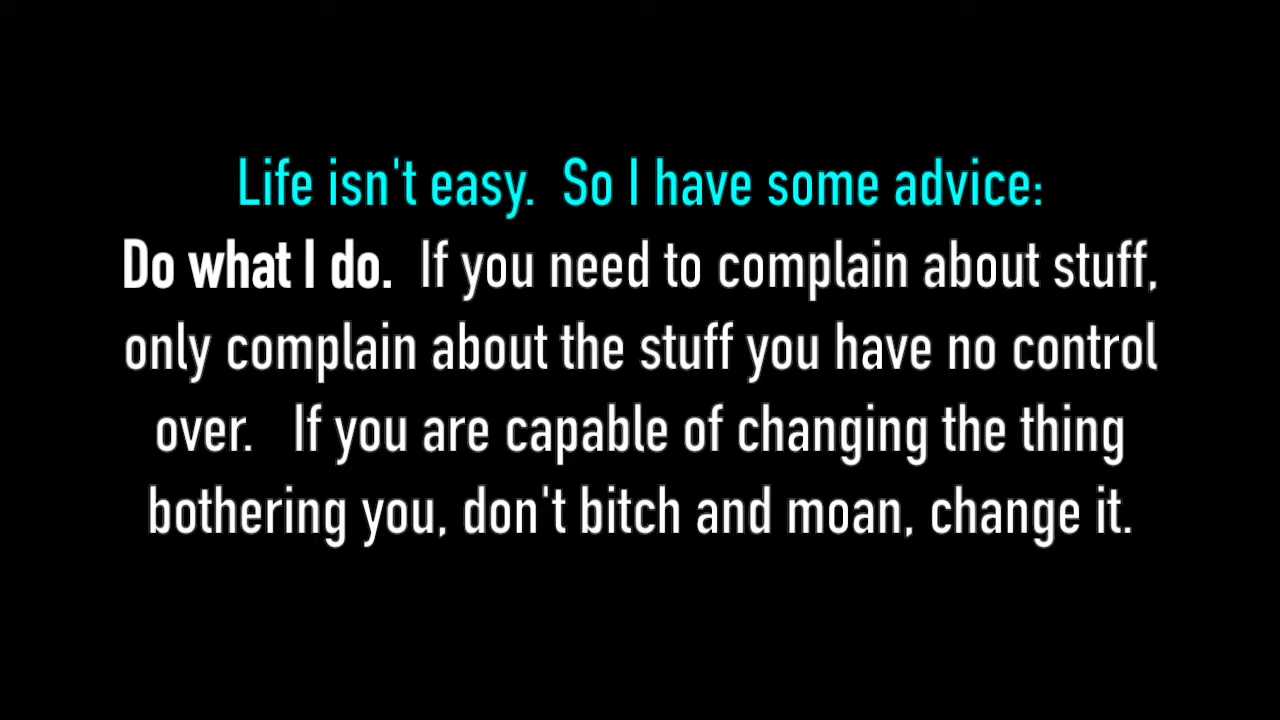 Life isn't easy.  So I have some advice:
Do what I do.  If you need to complain about stuff,
only complain about the stuff you have no control
over.   If you are capable of changing the thing
bothering you, don't bitch and moan, change it.